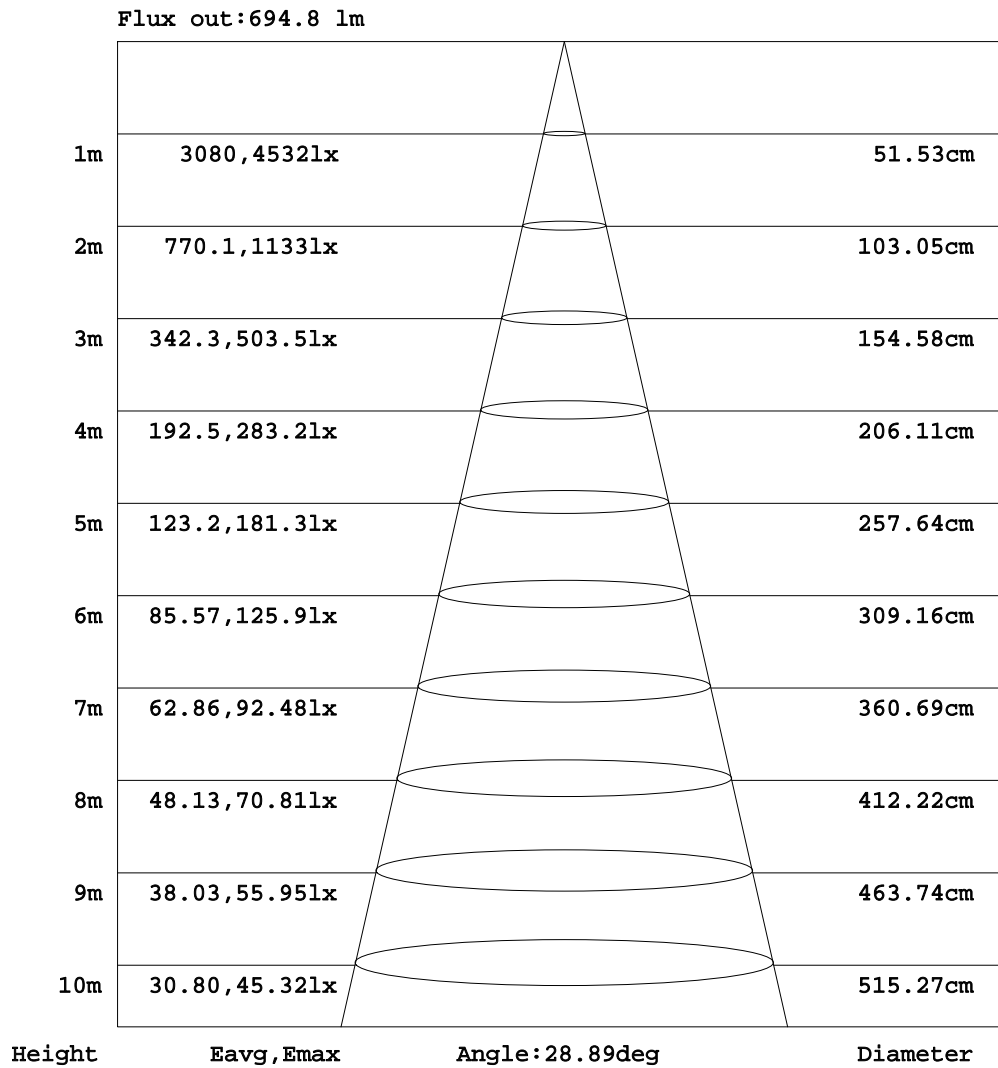 Flux out:694.8 lm
1m 3080,4532lx 51.53cm
2m 770.1,1133lx 103.05cm
3m 342.3,503.5lx 154.58cm
4m 192.5,283.2lx 206.11cm
5m 123.2,181.3lx 257.64cm
6m 85.57,125.9lx 309.16cm
7m 62.86,92.48lx 360.69cm
8m 48.13,70.81lx 412.22cm
9m 38.03,55.95lx 463.74cm
10m 30.80,45.32lx 515.27cm
Height Eavg,Emax Angle:28.89deg Diameter